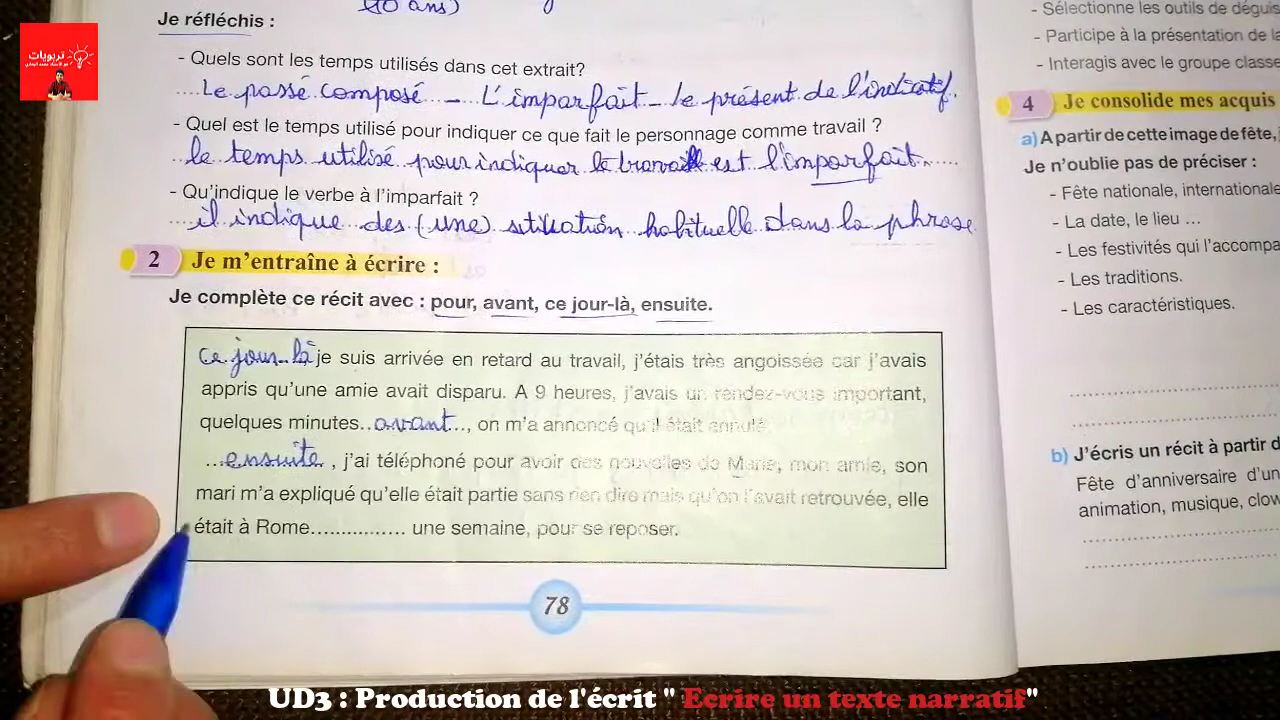 (10 ans)
- Sélectionne les outils de dégui
Je réfléchis :
- Participe à la présentation de
- Interagis avec le groupe classe
تربويات
- Quels sont les temps utilisés dans cet extrait?
Le passé composé - L'imparfait - le présent de l'indicatif.
- Quel est le temps utilisé pour indiquer ce que fait le personnage comme travail ?
le temps utilisé pour indiquer le travail est l'imparfait.
- Qu'indique le verbe à l'imparfait ?
il indique des (une) situation habituelle dans la phrase
2 Je m'entraîne à écrire :
Je complète ce récit avec : pour, avant, ce jour-là, ensuite.
Ce jour-là je suis arrivée en retard au travail, j'étais très angoissée car j'avais
appris qu'une amie avait disparu. A 9 heures, j'avais un rendez-vous important,
quelques minutes..avant.., on m'a annoncé qu'il était annulé.
...ensuite , j'ai téléphoné pour avoir des nouvelles de Marie, mon amie, son
mari m'a expliqué qu'elle était partie sans rien dire mais qu'on l'avait retrouvée, elle
était à Rome................ une semaine, pour se reposer.
78
4 Je consolide mes acquis
a) A partir de cette image de fête,
Je n'oublie pas de préciser :
- Fête nationale, internationale
- La date, le lieu ...
- Les festivités qui l'accompa
- Les traditions.
- Les caractéristiques.
b) J'écris un récit à partir d
Fête d'anniversaire d'un
animation, musique, clow
UD3 : Production de l'écrit " Ecrire un texte narratif"